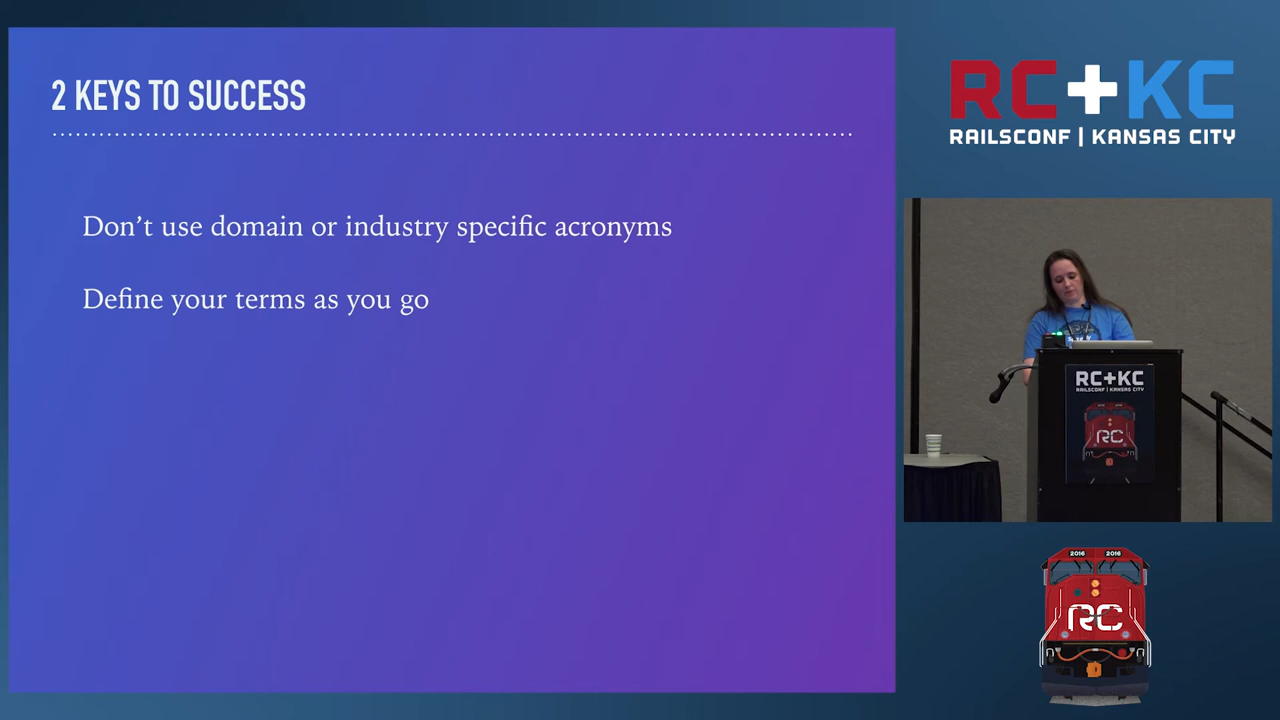 2 KEYS TO SUCCESS
Don’t use domain or industry specific acronyms
Define your terms as you go
RC+KC
RAILSCONF | KANSAS CITY
RC+KC
RAILSCONF | KANSAS CITY
RC
2016 2016
RC